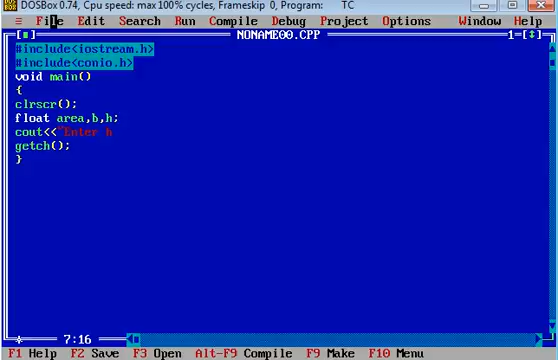 DOSBox 0.74, Cpu speed: max 100% cycles, Frameskip 0, Program: TC
≡ File Edit Search Run Compile Debug Project Options Window Help
[■] NONAME00.CPP 1=[↕]
#include<iostream.h>
#include<conio.h>
void main()
{
clrscr();
float area,b,h;
cout<<"Enter h
getch();
}
7:16
F1 Help F2 Save F3 Open Alt-F9 Compile F9 Make F10 Menu